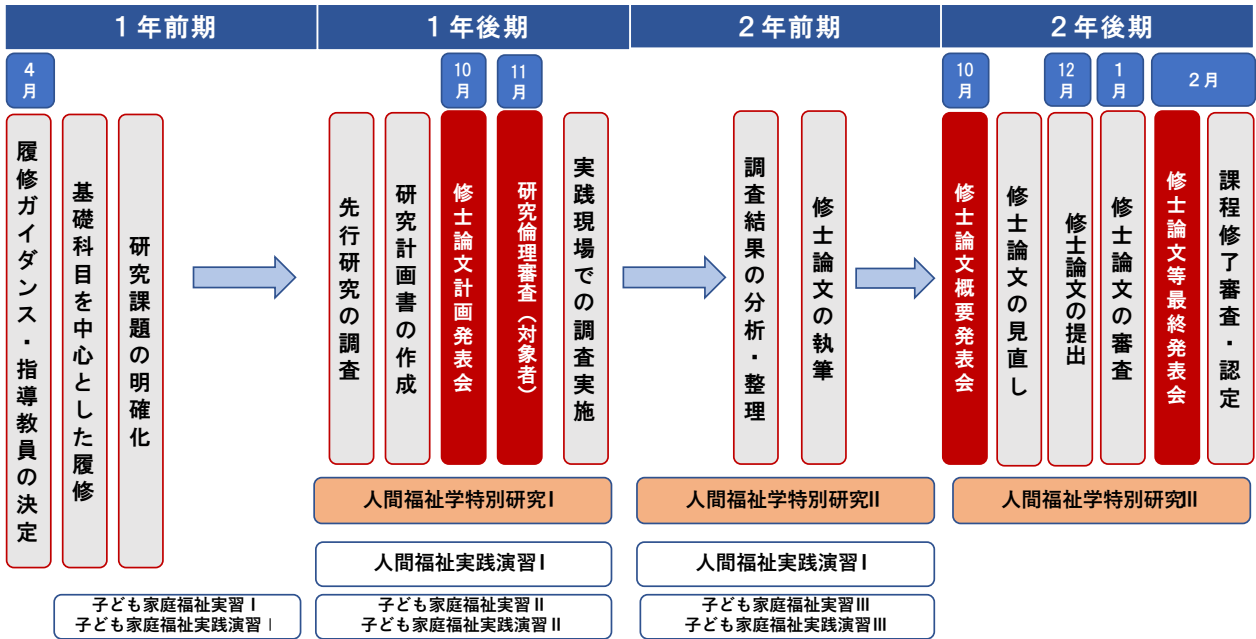 1年前期
1年後期
2年前期
2年後期
4月
10月
11月
10月
12月
1月
2月
履修ガイダンス・指導教員の決定
基礎科目を中心とした履修
研究課題の明確化
先行研究の調査
研究計画書の作成
修士論文計画発表会
研究倫理審査（対象者）
実践現場での調査実施
調査結果の分析・整理
修士論文の執筆
修士論文概要発表会
修士論文の見直し
修士論文の提出
修士論文の審査
修士論文等最終発表会
課程修了審査・認定
人間福祉学特別研究I
人間福祉学特別研究II
人間福祉学特別研究III
人間福祉実践演習I
人間福祉実践演習I
子ども家庭福祉実習I
子ども家庭福祉実践演習I
子ども家庭福祉実習II
子ども家庭福祉実践演習II
子ども家庭福祉実習III
子ども家庭福祉実践演習III